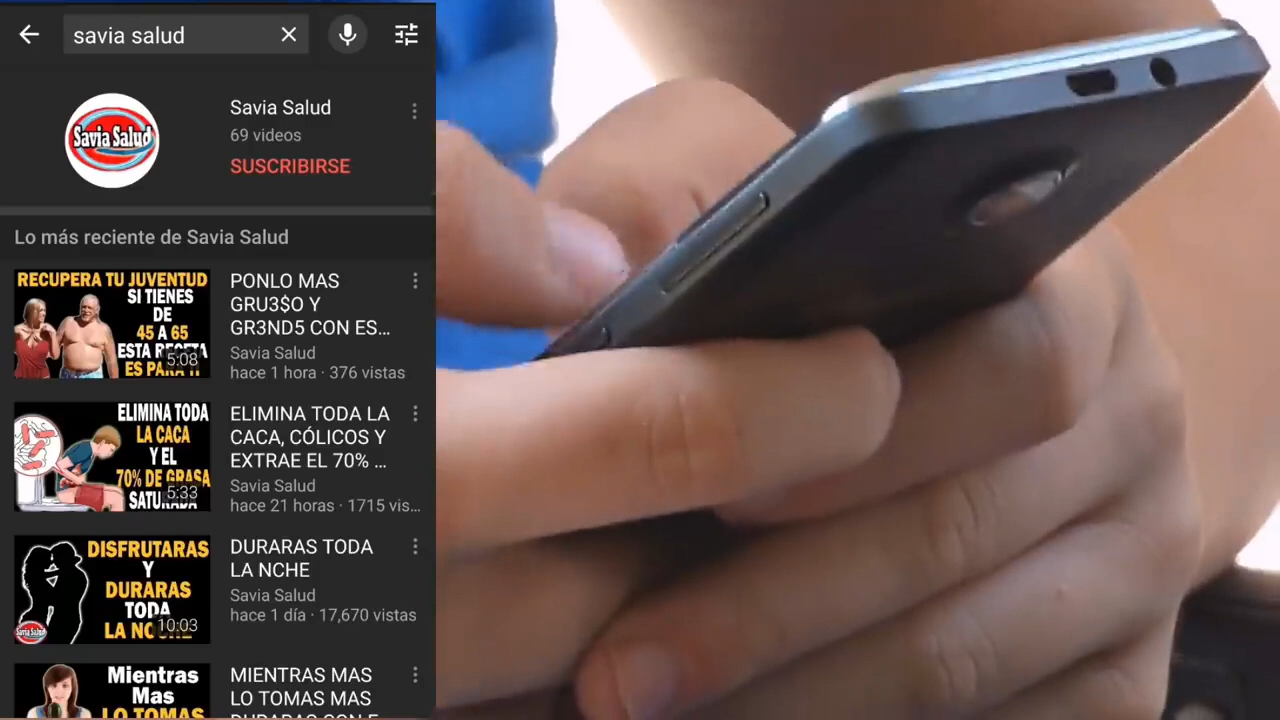 savia salud
Savia Salud
Savia Salud
69 videos
SUSCRIBIRSE
Lo más reciente de Savia Salud
RECUPERA TU JUVENTUD
SI TIENES
DE
45 A 65
ESTA RECETA
ES PARA TI
5:08
PONLO MAS
GRU3$O Y
GR3ND5 CON ES...
Savia Salud
hace 1 hora · 376 vistas
ELIMINA TODA
LA CACA
Y EL
70% DE GRASA
SATURADA
5:33
ELIMINA TODA LA
CACA, CÓLICOS Y
EXTRAE EL 70% ...
Savia Salud
hace 21 horas · 1715 vis...
DISFRUTARAS
Y
DURARAS
TODA
LA NOCHE
Savia Salud
10:03
DURARAS TODA
LA NCHE
Savia Salud
hace 1 día · 17,670 vistas
Mientras
Mas
LO TOMAS
MIENTRAS MAS
LO TOMAS MAS
DURARAS CON E